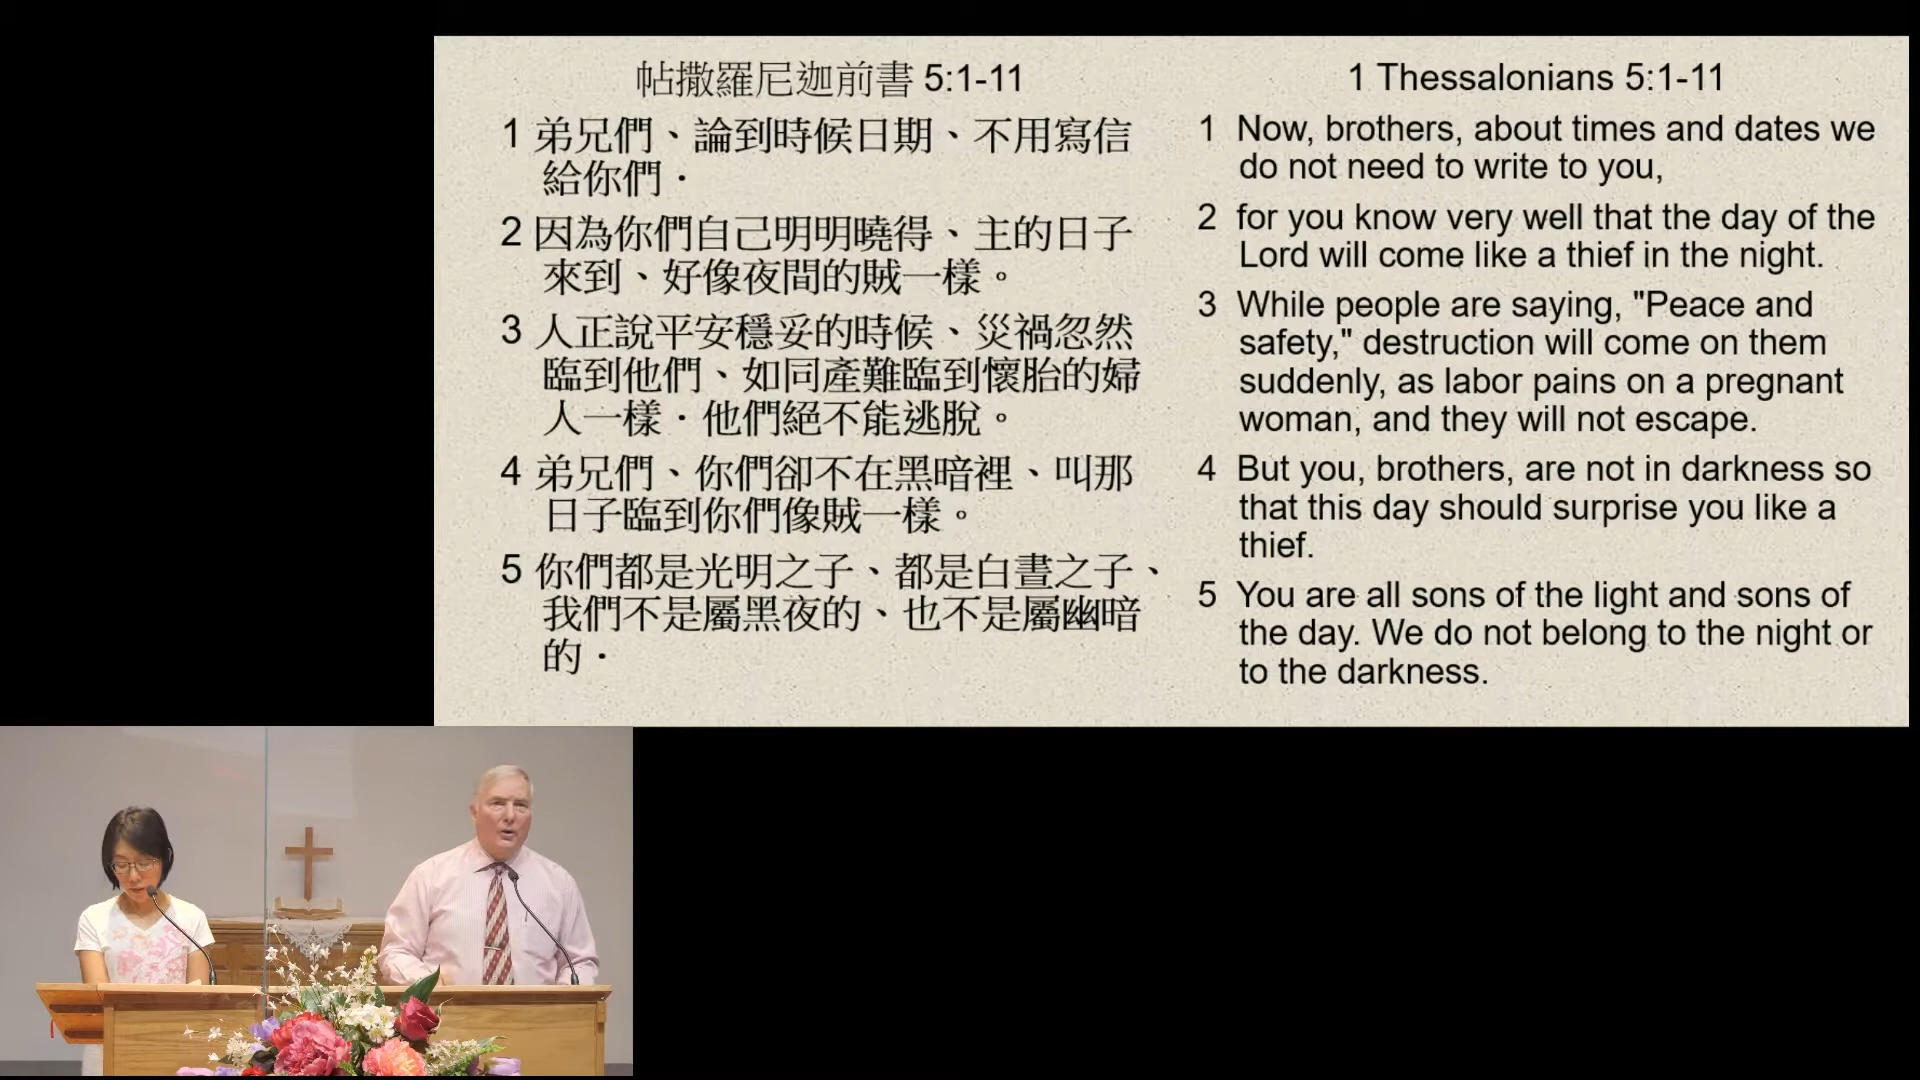 帖撒羅尼迦前書 5:1-11
1 弟兄們、論到時候日期、不用寫信
給你們．
2 因為你們自己明明曉得、主的日子
來到、好像夜間的賊一樣。
3 人正說平安穩妥的時候、災禍忽然
臨到他們、如同產難臨到懷胎的婦
人一樣．他們絕不能逃脫。
4 弟兄們、你們卻不在黑暗裡、叫那
日子臨到你們像賊一樣。
5 你們都是光明之子、都是白晝之子、
我們不是屬黑夜的、也不是屬幽暗
的．
1 Thessalonians 5:1-11
1 Now, brothers, about times and dates we
do not need to write to you,
2 for you know very well that the day of the
Lord will come like a thief in the night.
3 While people are saying, "Peace and
safety," destruction will come on them
suddenly, as labor pains on a pregnant
woman, and they will not escape.
4 But you, brothers, are not in darkness so
that this day should surprise you like a
thief.
5 You are all sons of the light and sons of
the day. We do not belong to the night or
to the darkness.